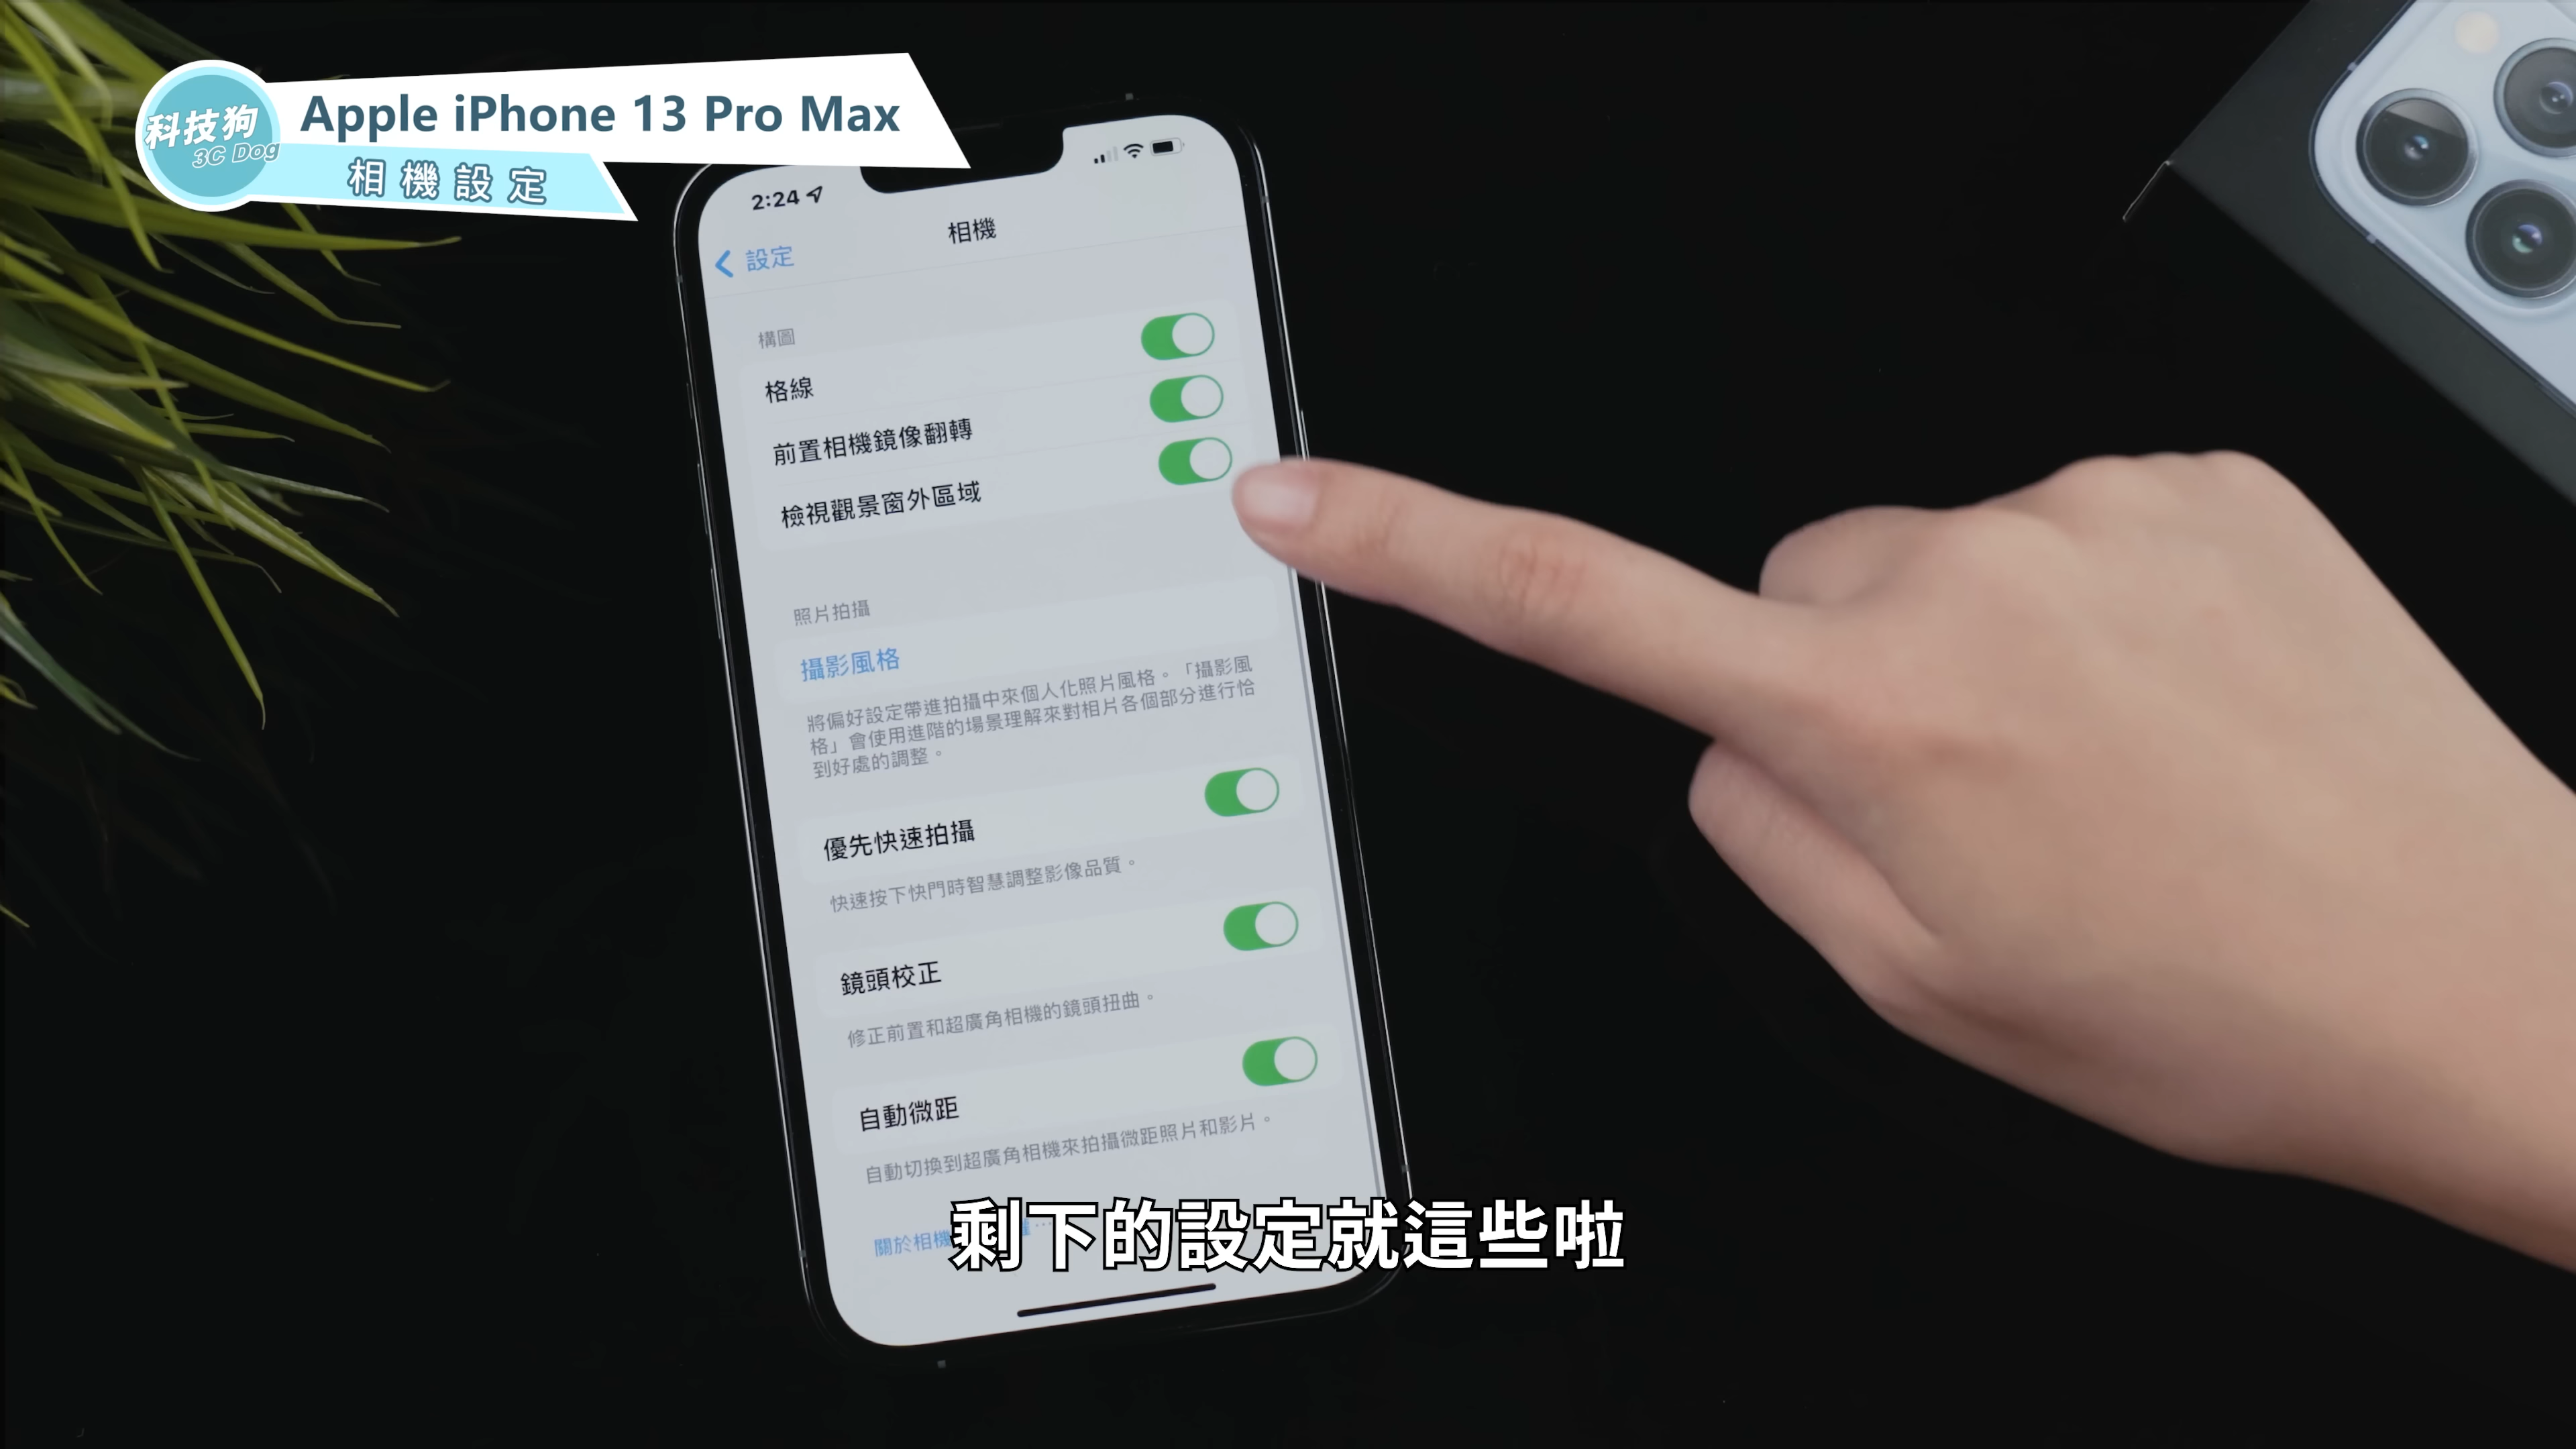 科技狗
3C Dog
Apple iPhone 13 Pro Max
相機設定
2:24
設定
相機
構圖
格線
前置相機鏡像翻轉
檢視觀景窗外區域
照片拍攝
攝影風格
將偏好設定帶進拍攝中來個人化照片風格。「攝影風
格」會使用進階的場景理解來對相片各個部分進行恰
到好處的調整。
優先快速拍攝
快速按下快門時智慧調整影像品質。
鏡頭校正
修正前置和超廣角相機的鏡頭扭曲。
自動微距
自動切換到超廣角相機來拍攝微距照片和影片。
關於相機
剩下的設定就這些啦